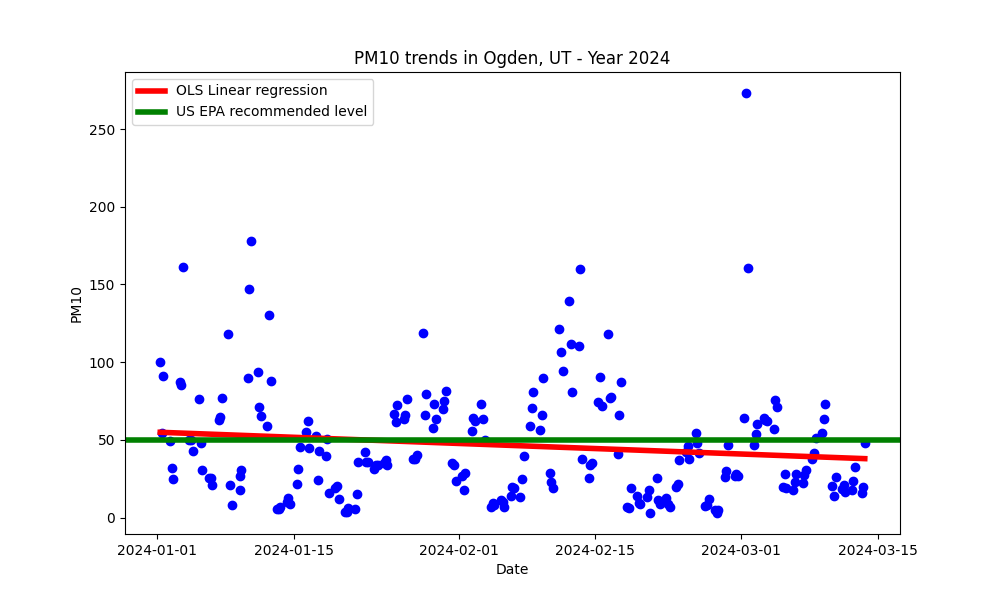 PM10 trends in Ogden, UT - Year 2024
OLS Linear regression
US EPA recommended level
250
200
150
100
50
0
PM10
2024-01-01 2024-01-15 2024-02-01 2024-02-15 2024-03-01 2024-03-15
Date